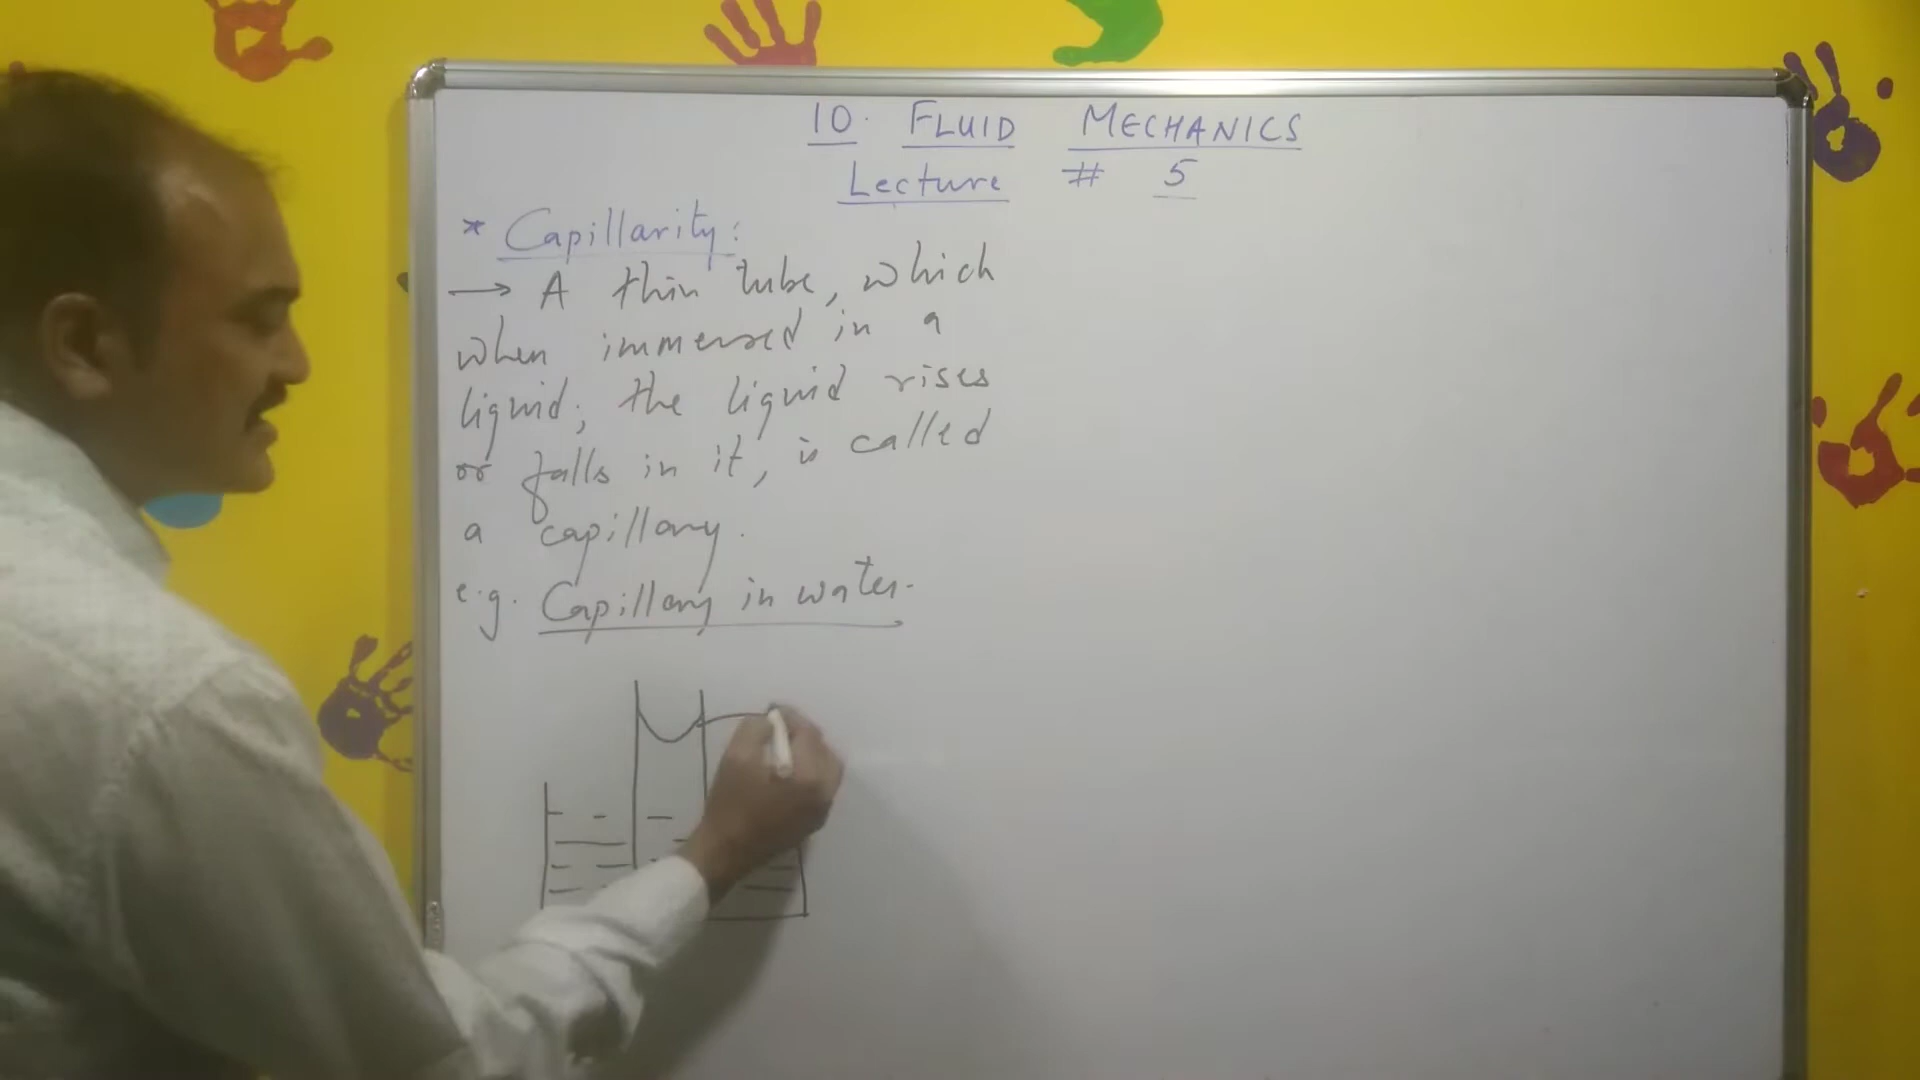 10. FLUID MECHANICS
Lecture # 5
* Capillarity:
→ A thin tube, which
when immersed in a
liquid; the liquid rises
or falls in it, is called
a capillary.
e.g. Capillary in water.